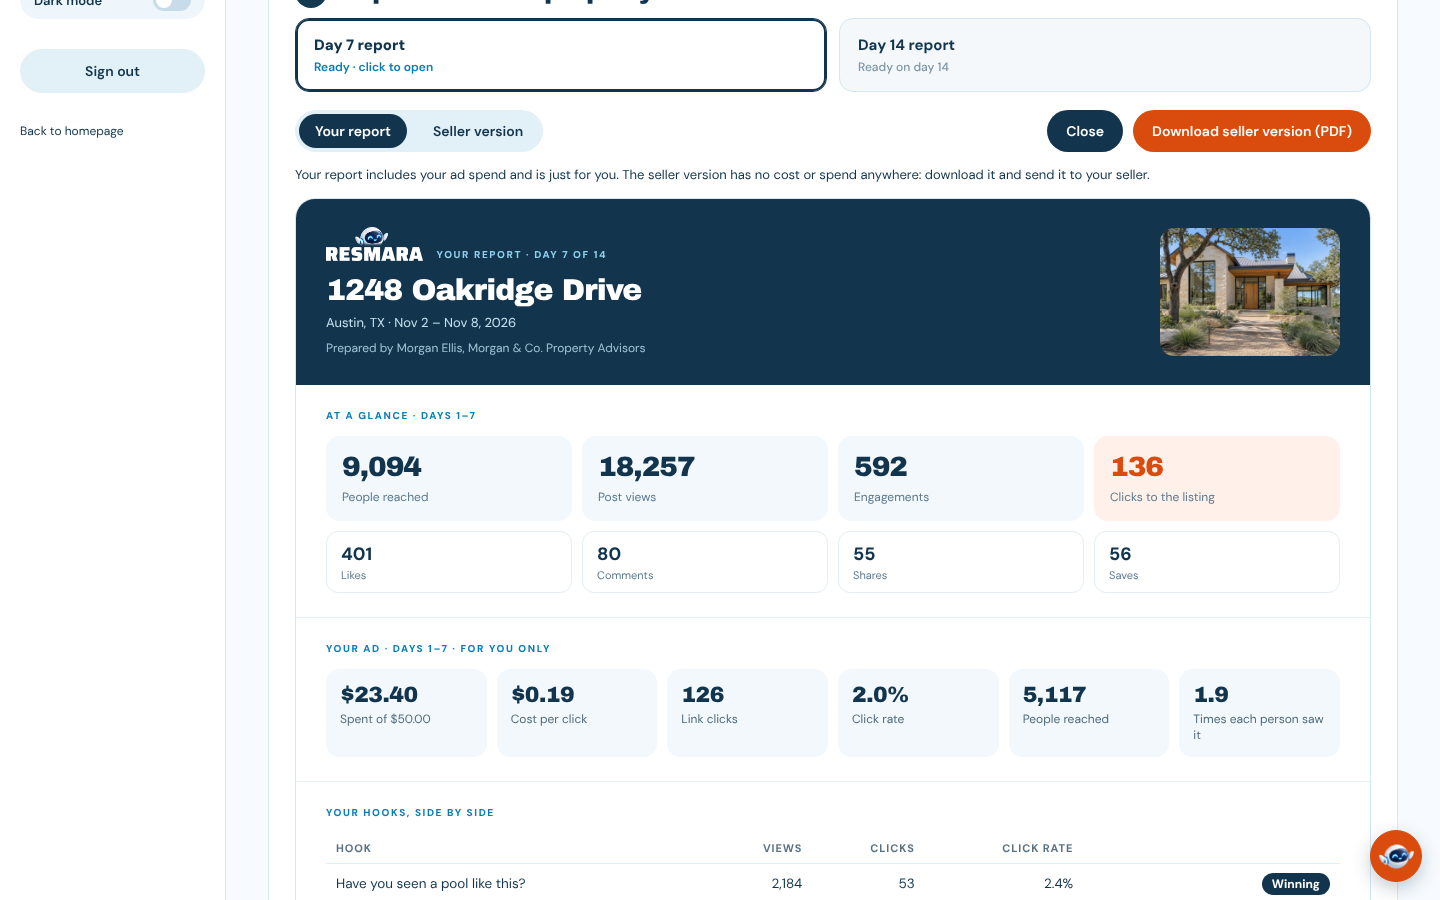 Dark mode
Sign out
Back to homepage
Day 7 report
Ready · click to open
Day 14 report
Ready on day 14
Your report
Seller version
Close
Download seller version (PDF)
Your report includes your ad spend and is just for you. The seller version has no cost or spend anywhere: download it and send it to your seller.
RESMARA
YOUR REPORT · DAY 7 OF 14
1248 Oakridge Drive
Austin, TX · Nov 2 – Nov 8, 2026
Prepared by Morgan Ellis, Morgan & Co. Property Advisors
AT A GLANCE · DAYS 1–7
9,094
People reached
18,257
Post views
592
Engagements
136
Clicks to the listing
401
Likes
80
Comments
55
Shares
56
Saves
YOUR AD · DAYS 1–7 · FOR YOU ONLY
$23.40
Spent of $50.00
$0.19
Cost per click
126
Link clicks
2.0%
Click rate
5,117
People reached
1.9
Times each person saw
it
YOUR HOOKS, SIDE BY SIDE
HOOK VIEWS CLICKS CLICK RATE
Have you seen a pool like this? 2,184 53 2.4% Winning